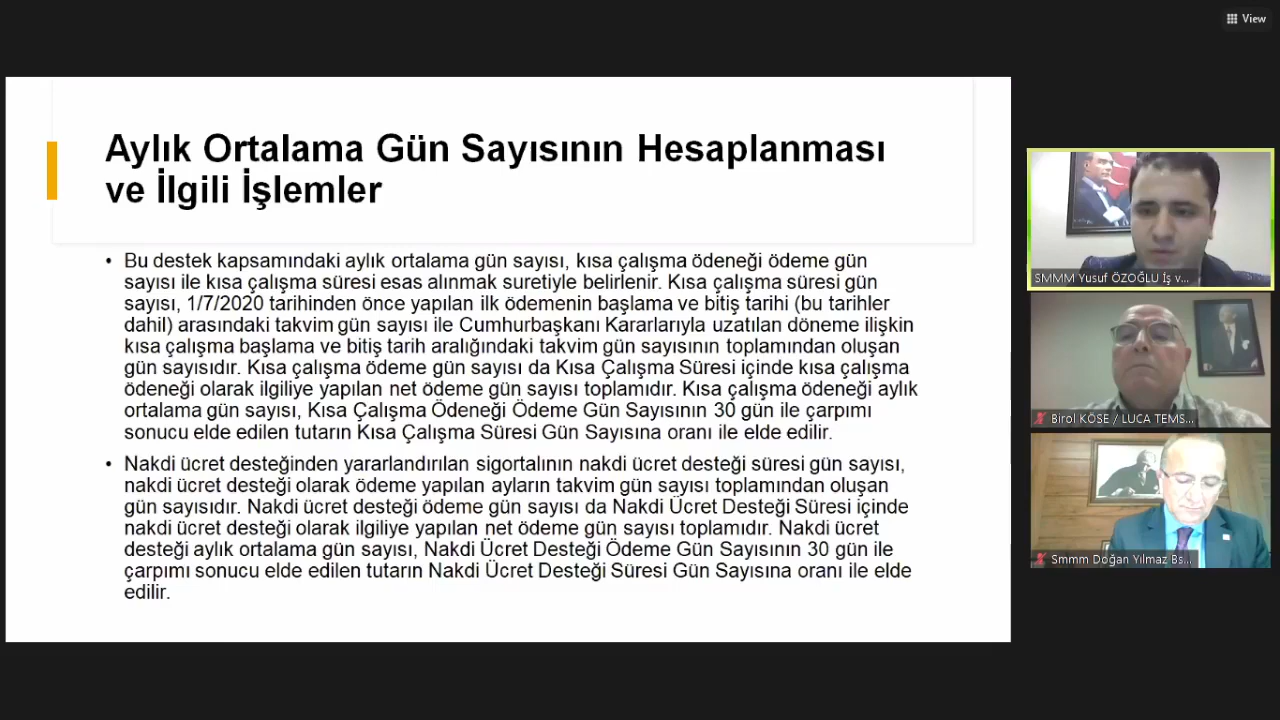 View
Aylık Ortalama Gün Sayısının Hesaplanması
ve İlgili İşlemler
• Bu destek kapsamındaki aylık ortalama gün sayısı, kısa çalışma ödeneği ödeme gün
sayısı ile kısa çalışma süresi esas alınmak suretiyle belirlenir. Kısa çalışma süresi gün
sayısı, 1/7/2020 tarihinden önce yapılan ilk ödemenin başlama ve bitiş tarihi (bu tarihler
dahil) arasındaki takvim gün sayısı ile Cumhurbaşkanı Kararlarıyla uzatılan döneme ilişkin
kısa çalışma başlama ve bitiş tarih aralığındaki takvim gün sayısının toplamından oluşan
gün sayısıdır. Kısa çalışma ödeme gün sayısı da Kısa Çalışma Süresi içinde kısa çalışma
ödeneği olarak ilgiliye yapılan net ödeme gün sayısı toplamıdır. Kısa çalışma ödeneği aylık
ortalama gün sayısı, Kısa Çalışma Ödeneği Ödeme Gün Sayısının 30 gün ile çarpımı
sonucu elde edilen tutarın Kısa Çalışma Süresi Gün Sayısına oranı ile elde edilir.
• Nakdi ücret desteğinden yararlandırılan sigortalının nakdi ücret desteği süresi gün sayısı,
nakdi ücret desteği olarak ödeme yapılan ayların takvim gün sayısı toplamından oluşan
gün sayısıdır. Nakdi ücret desteği ödeme gün sayısı da Nakdi Ücret Desteği Süresi içinde
nakdi ücret desteği olarak ilgiliye yapılan net ödeme gün sayısı toplamıdır. Nakdi ücret
desteği aylık ortalama gün sayısı, Nakdi Ücret Desteği Ödeme Gün Sayısının 30 gün ile
çarpımı sonucu elde edilen tutarın Nakdi Ücret Desteği Süresi Gün Sayısına oranı ile elde
edilir.
SMMM Yusuf ÖZOĞLU İş v...
Birol KÖSE / LUCA TEMS...
Smmm Doğan Yılmaz Bs...